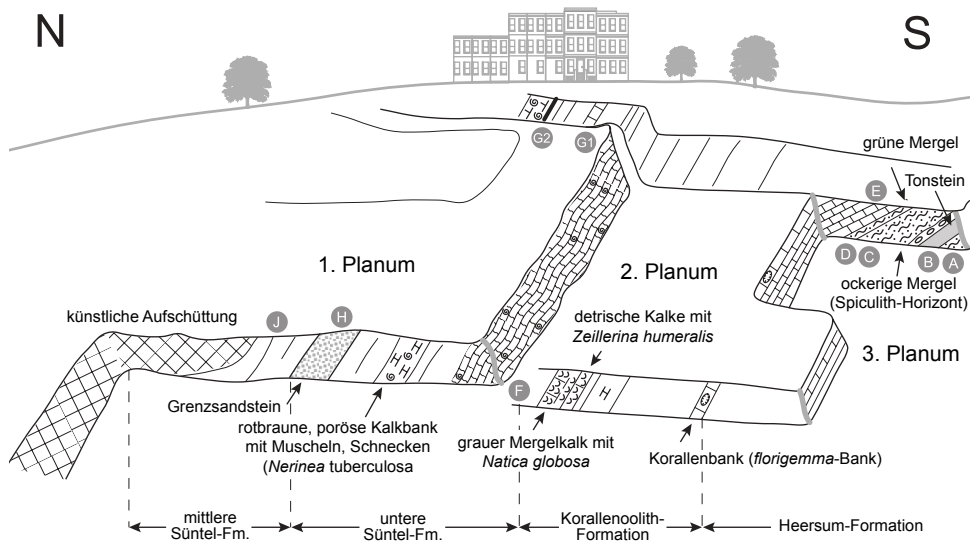 N
S
G2
G1
grüne Mergel
Tonstein
E
D
C
B
A
ockerige Mergel
(Spiculith-Horizont)
1. Planum
2. Planum
3. Planum
künstliche Aufschüttung
J
H
detrische Kalke mit
Zeillerina humeralis
F
Grenzsandstein
rotbraune, poröse Kalkbank
mit Muscheln, Schnecken
(Nerinea tuberculosa
grauer Mergelkalk mit
Natica globosa
Korallenbank (florigemma-Bank)
mittlere
Süntel-Fm.
untere
Süntel-Fm.
Korallenoolith-
Formation
Heersum-Formation